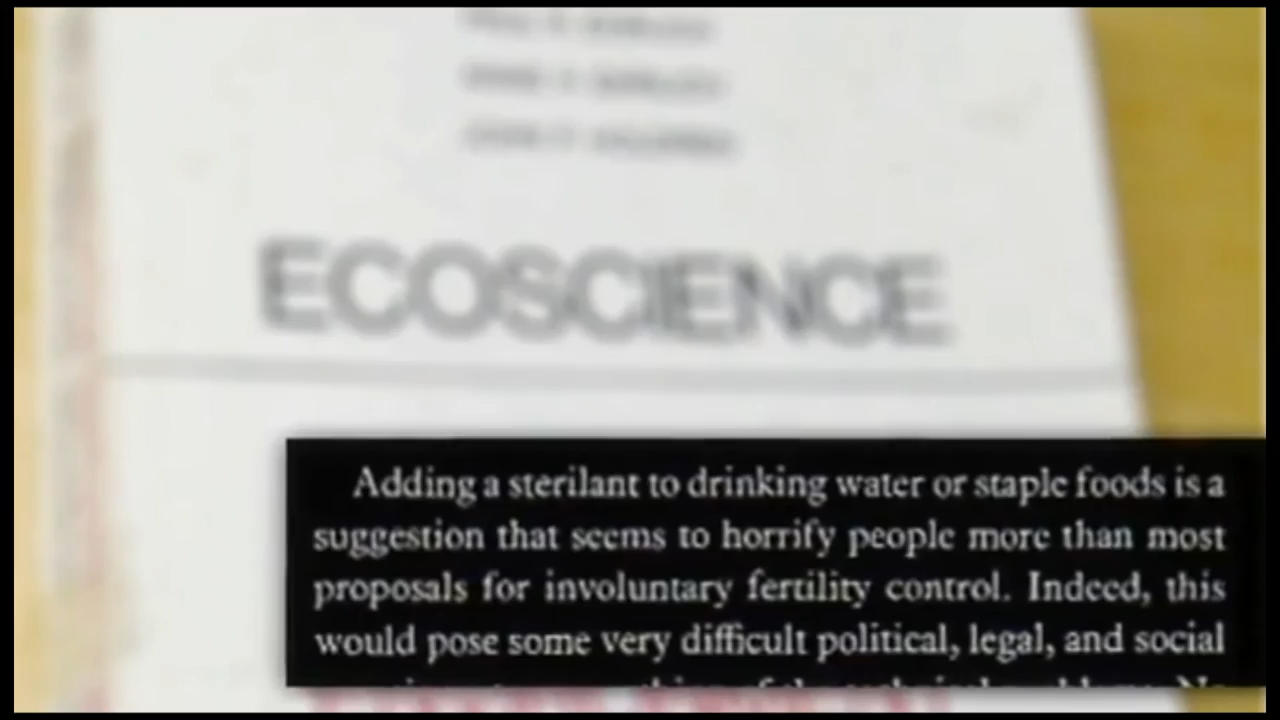 ECOSCIENCE
Adding a sterilant to drinking water or staple foods is a
suggestion that seems to horrify people more than most
proposals for involuntary fertility control. Indeed, this
would pose some very difficult political, legal, and social